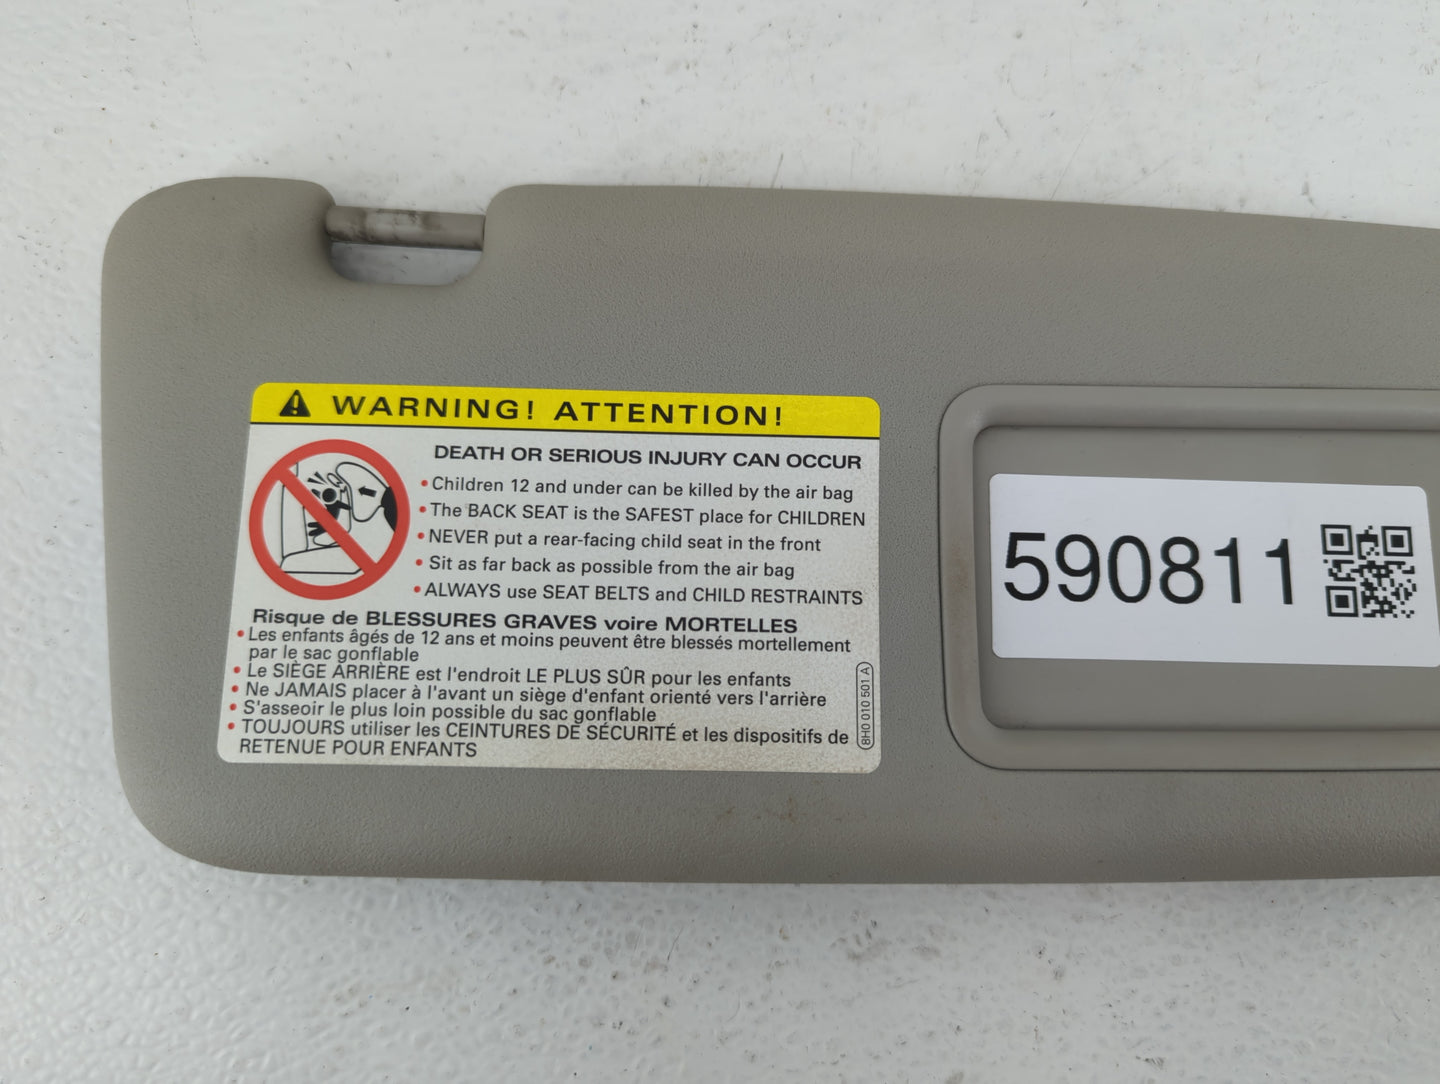 WARNING! ATTENTION!
DEATH OR SERIOUS INJURY CAN OCCUR
•Children 12 and under can be killed by the air bag
•The BACK SEAT is the SAFEST place for CHILDREN
•NEVER put a rear-facing child seat in the front
• Sit as far back as possible from the air bag
•ALWAYS use SEAT BELTS and CHILD RESTRAINTS
Risque de BLESSURES GRAVES voire MORTELLES
• Les enfants âgés de 12 ans et moins peuvent être blessés mortellement
par le sac gonflable
• Le SIÈGE ARRIÈRE est l'endroit LE PLUS SÛR pour les enfants
• Ne JAMAIS placer à l'avant un siège d'enfant orienté vers l'arrière
• S'asseoir le plus loin possible du sac gonflable
• TOUJOURS utiliser les CEINTURES DE SÉCURITÉ et les dispositifs de
RETENUE POUR ENFANTS
8H0 010 501 A
590811